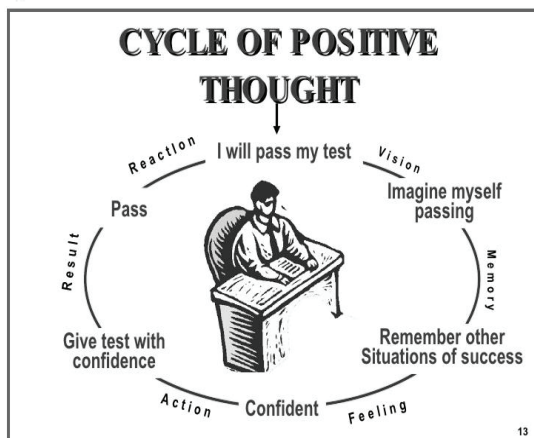 CYCLE OF POSITIVE
THOUGHT
Reaction
I will pass my test
Vision
Imagine myself
passing
Memory
Remember other
Situations of success
Feeling
Confident
Action
Give test with
confidence
Result
Pass
13